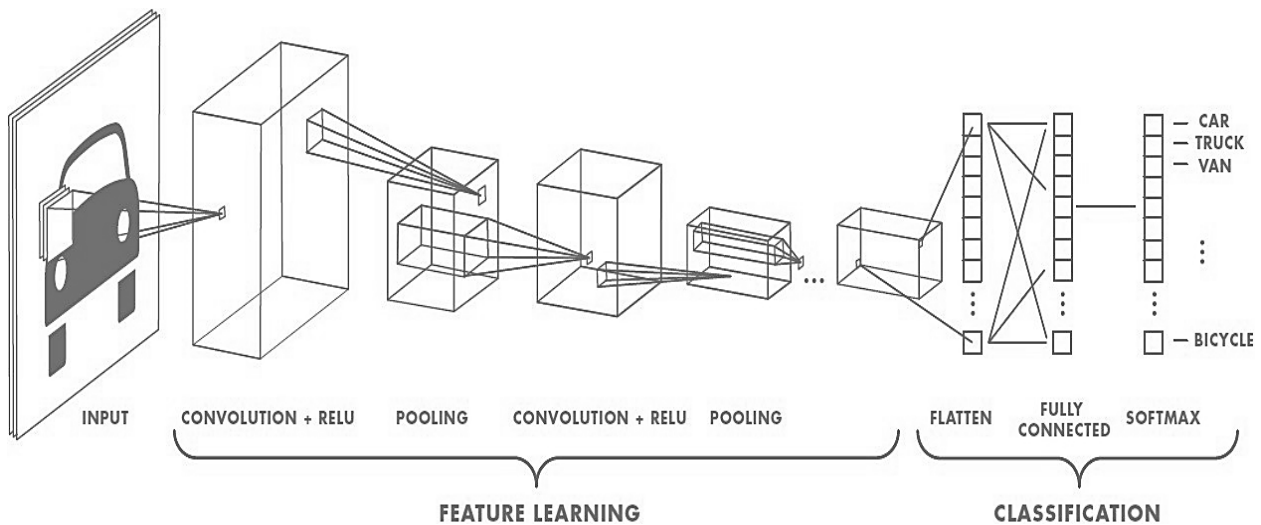 CAR
TRUCK
VAN
BICYCLE
INPUT
CONVOLUTION + RELU
POOLING
CONVOLUTION + RELU
POOLING
FLATTEN
FULLY
CONNECTED
SOFTMAX
FEATURE LEARNING
CLASSIFICATION